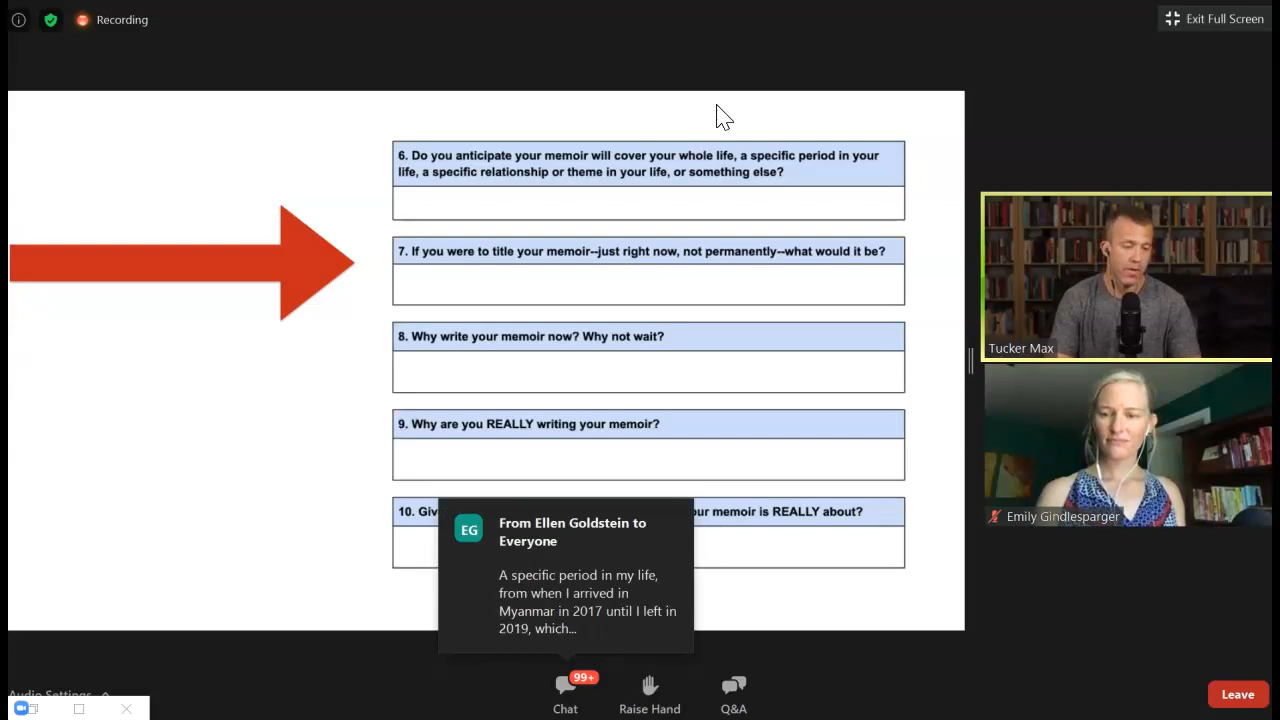 Recording
Exit Full Screen
6. Do you anticipate your memoir will cover your whole life, a specific period in your
life, a specific relationship or theme in your life, or something else?
7. If you were to title your memoir--just right now, not permanently--what would it be?
8. Why write your memoir now? Why not wait?
9. Why are you REALLY writing your memoir?
10. Giv
our memoir is REALLY about?
EG
From Ellen Goldstein to
Everyone
A specific period in my life,
from when I arrived in
Myanmar in 2017 until I left in
2019, which...
Tucker Max
Emily Gindlesparger
Audio Settings
99+
Chat
Raise Hand
Q&A
Leave